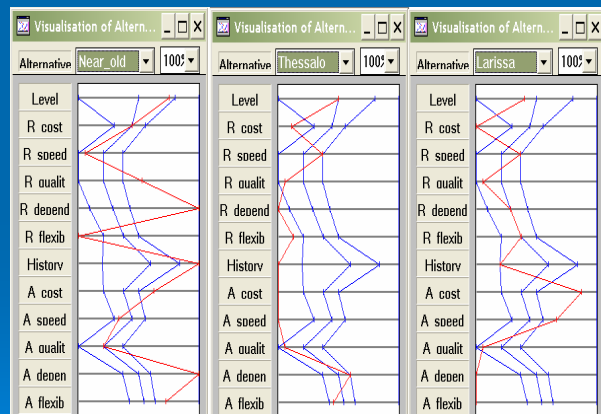 Visualisation of Altern...
Alternative Near_old 100%
Level
R cost
R speed
R qualit
R depend
R flexib
History
A cost
A speed
A qualit
A depen
A flexib
Visualisation of Altern...
Alternative Thessalo 100%
Level
R cost
R speed
R qualit
R depend
R flexib
History
A cost
A speed
A qualit
A depen
A flexib
Visualisation of Altern...
Alternative Larissa 100%
Level
R cost
R speed
R qualit
R depend
R flexib
History
A cost
A speed
A qualit
A depen
A flexib